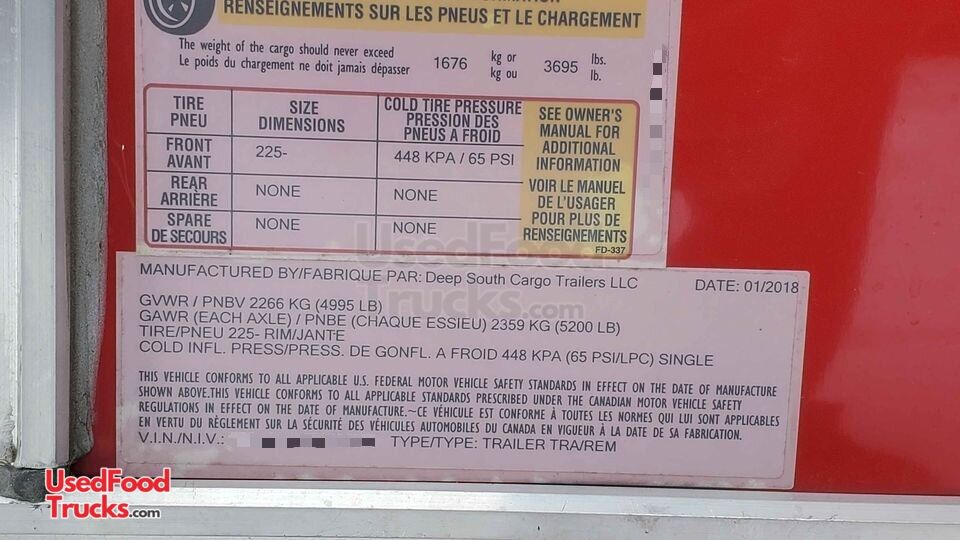 RENSEIGNEMENTS SUR LES PNEUS ET LE CHARGEMENT
The weight of the cargo should never exceed
Le poids du chargement ne doit jamais dépasser
1676 kg or kg ou 3695 lbs. lb.
TIRE PNEU
SIZE DIMENSIONS
COLD TIRE PRESSURE PRESSION DES PNEUS A FROID
SEE OWNER'S MANUAL FOR ADDITIONAL INFORMATION
VOIR LE MANUEL DE L'USAGER POUR PLUS DE RENSEIGNEMENTS
FRONT AVANT
225-
448 KPA / 65 PSI
REAR ARRIÈRE
NONE
NONE
SPARE DE SECOURS
NONE
NONE
FD-337
UsedFood
Trucks.com
MANUFACTURED BY/FABRIQUE PAR: Deep South Cargo Trailers LLC DATE: 01/2018
GVWR / PNBV 2266 KG (4995 LB)
GAWR (EACH AXLE) / PNBE (CHAQUE ESSIEU) 2359 KG (5200 LB)
TIRE/PNEU 225- RIM/JANTE
COLD INFL. PRESS/PRESS. DE GONFL. A FROID 448 KPA (65 PSI/LPC) SINGLE
THIS VEHICLE CONFORMS TO ALL APPLICABLE U.S. FEDERAL MOTOR VEHICLE SAFETY STANDARDS IN EFFECT ON THE DATE OF MANUFACTURE
SHOWN ABOVE.THIS VEHICLE CONFORMS TO ALL APPLICABLE STANDARDS PRESCRIBED UNDER THE CANADIAN MOTOR VEHICLE SAFETY
REGULATIONS IN EFFECT ON THE DATE OF MANUFACTURE.~CE VÉHICULE EST CONFORME À TOUTES LES NORMES QUI LUI SONT APPLICABLES
EN VERTU DU RÈGLEMENT SUR LA SÉCURITÉ DES VÉHICULES AUTOMOBILES DU CANADA EN VIGUEUR À LA DATE DE SA FABRICATION.
V.I.N./N.I.V.: TYPE/TYPE: TRAILER TRA/REM
UsedFood
Trucks.com